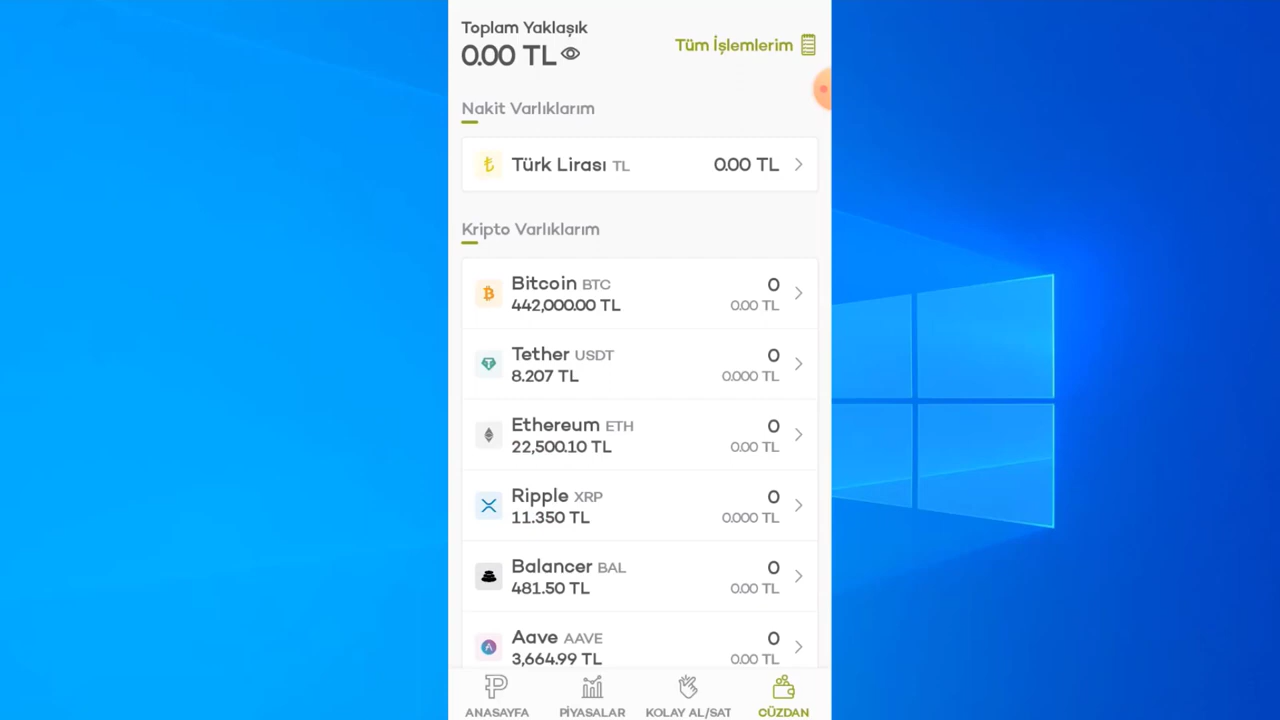 Toplam Yaklaşık
0.00 TL
Tüm İşlemlerim
Nakit Varlıklarım
Türk Lirası TL 0.00 TL
Kripto Varlıklarım
Bitcoin BTC 0
442,000.00 TL 0.00 TL
Tether USDT 0
8.207 TL 0.000 TL
Ethereum ETH 0
22,500.10 TL 0.00 TL
Ripple XRP 0
11.350 TL 0.000 TL
Balancer BAL 0
481.50 TL 0.00 TL
Aave AAVE 0
3,664.99 TL 0.00 TL
ANASAYFA PİYASALAR KOLAY AL/SAT CÜZDAN